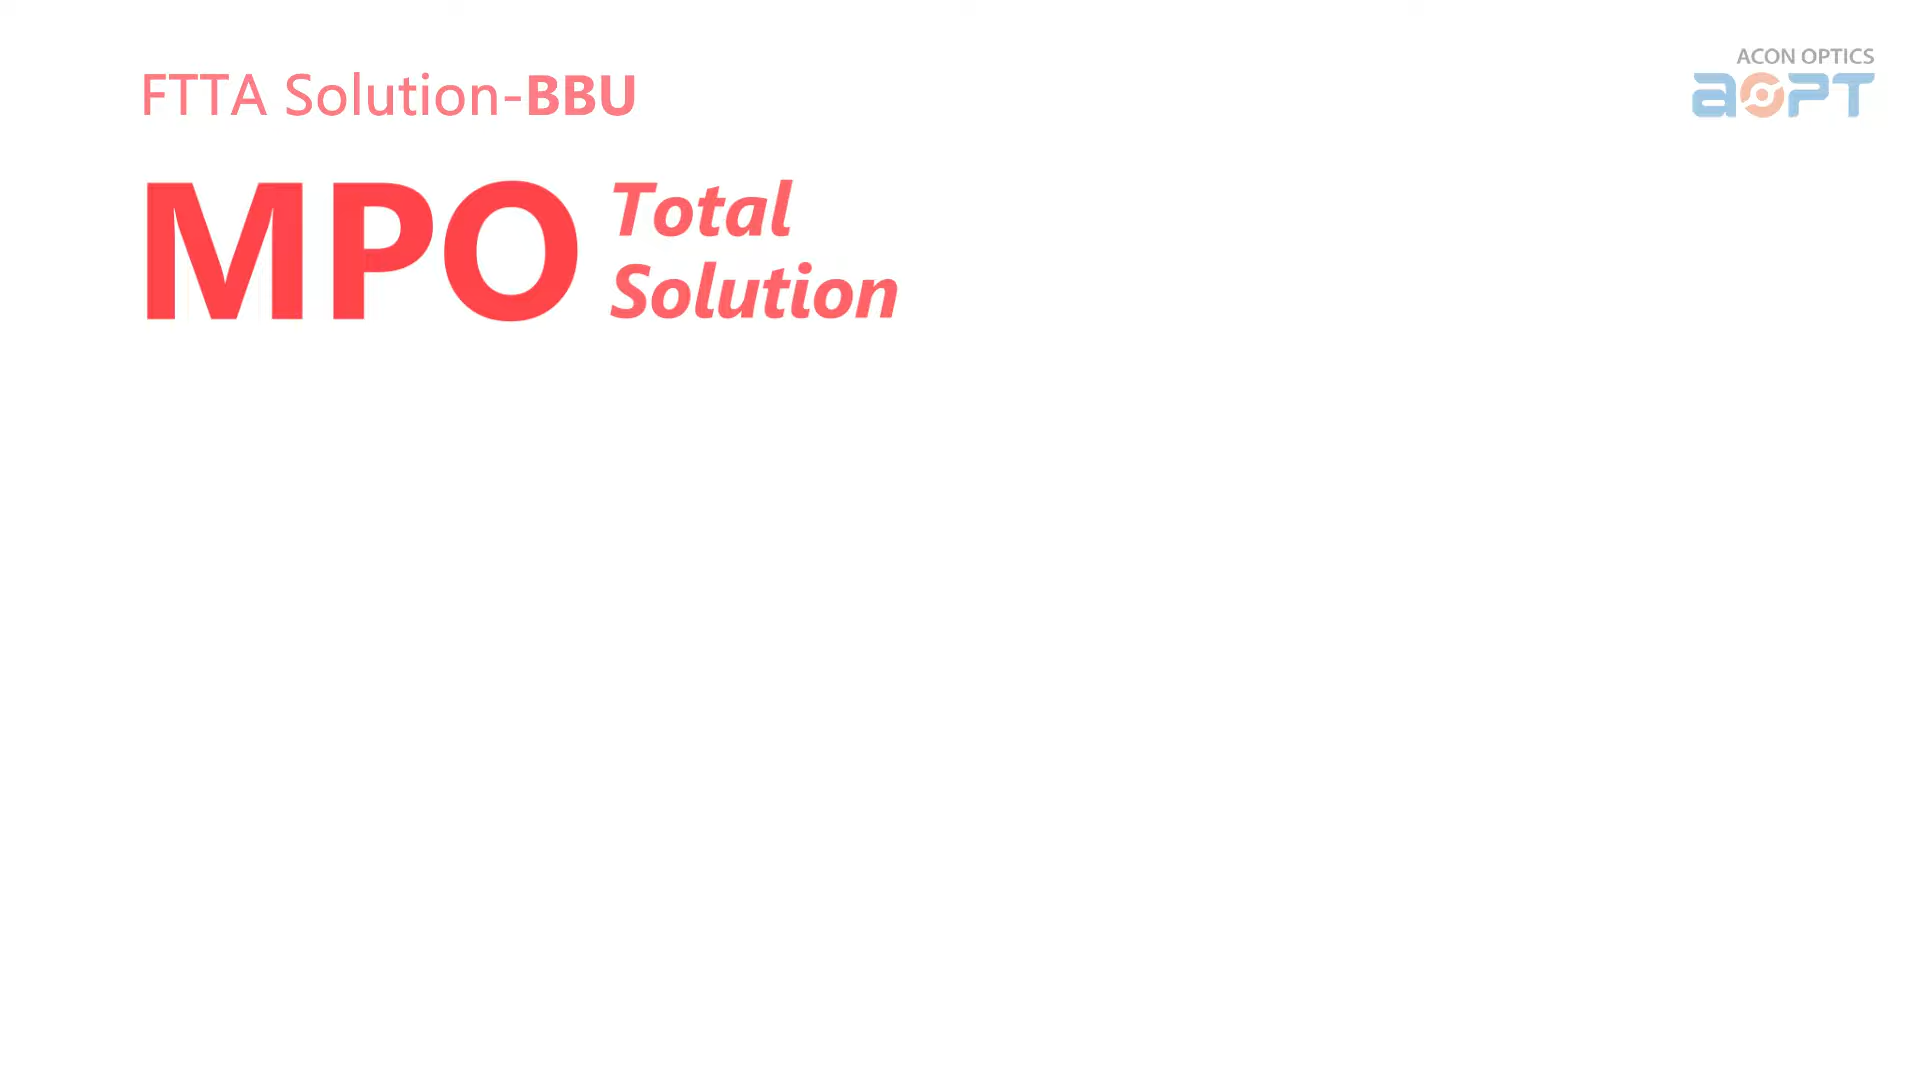 ACON OPTICS
aOPT
FTTA Solution-BBU
MPO Total
Solution